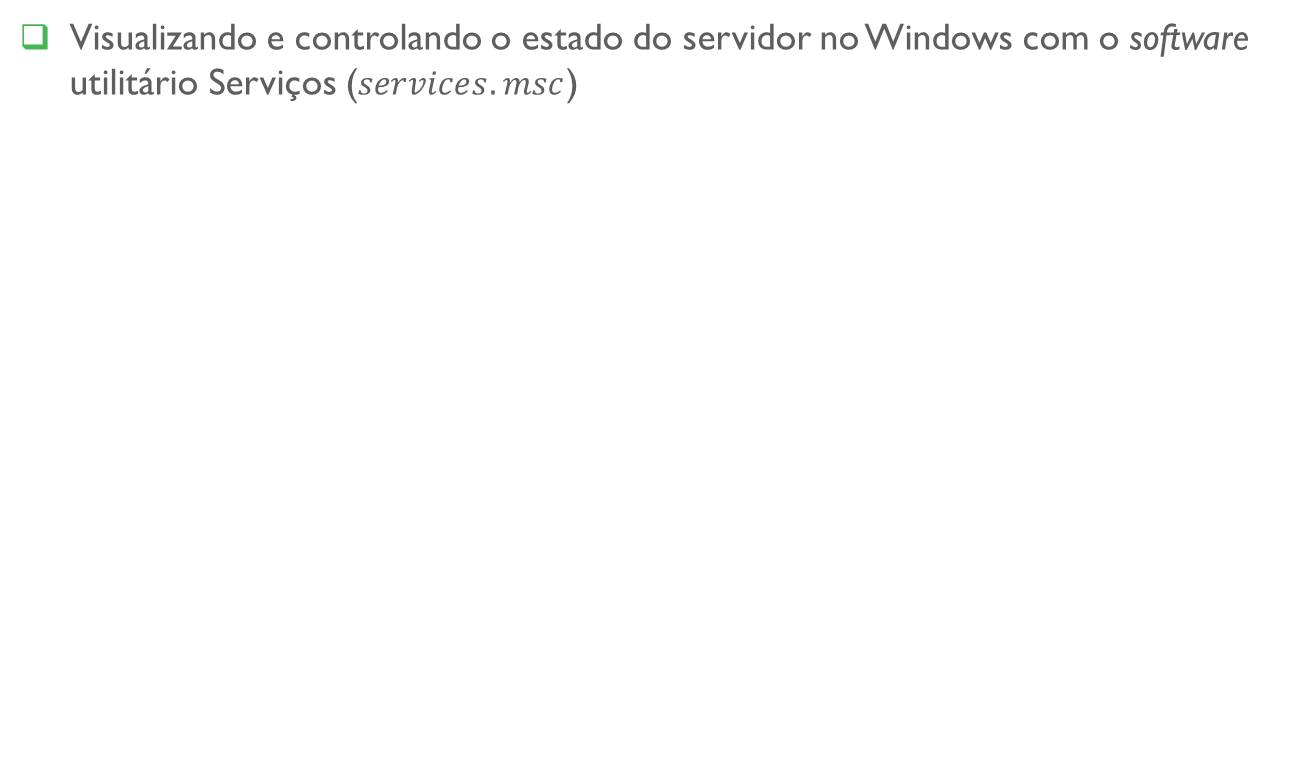 Visualizando e controlando o estado do servidor no Windows com o software
utilitário Serviços (services.msc)